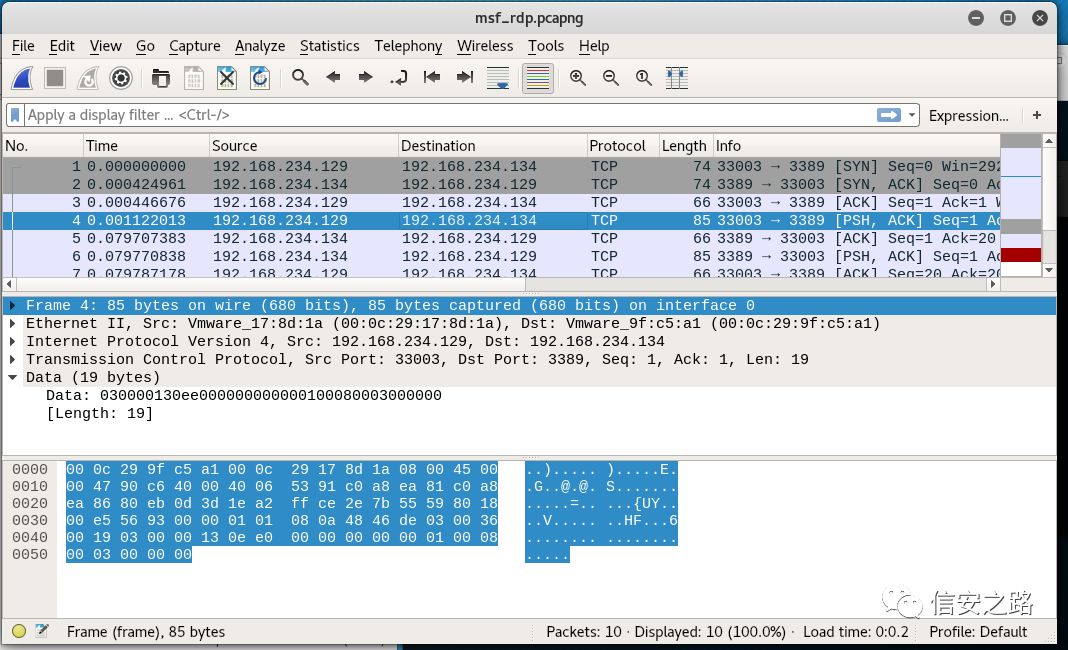 msf_rdp.pcapng
File Edit View Go Capture Analyze Statistics Telephony Wireless Tools Help
Apply a display filter ... <Ctrl-/> Expression... +
No. Time Source Destination Protocol Length Info
1 0.000000000 192.168.234.129 192.168.234.134 TCP 74 33003 → 3389 [SYN] Seq=0 Win=292
2 0.000424961 192.168.234.134 192.168.234.129 TCP 74 3389 → 33003 [SYN, ACK] Seq=0 Ac
3 0.000446676 192.168.234.129 192.168.234.134 TCP 66 33003 → 3389 [ACK] Seq=1 Ack=1 W
4 0.001122013 192.168.234.129 192.168.234.134 TCP 85 33003 → 3389 [PSH, ACK] Seq=1 Ac
5 0.079707383 192.168.234.134 192.168.234.129 TCP 66 3389 → 33003 [ACK] Seq=1 Ack=20
6 0.079770838 192.168.234.134 192.168.234.129 TCP 85 3389 → 33003 [PSH, ACK] Seq=1 Ac
7 0.079787178 192.168.234.129 192.168.234.134 TCP 66 33003 → 3389 [ACK] Seq=20 Ack=20
Frame 4: 85 bytes on wire (680 bits), 85 bytes captured (680 bits) on interface 0
Ethernet II, Src: Vmware_17:8d:1a (00:0c:29:17:8d:1a), Dst: Vmware_9f:c5:a1 (00:0c:29:9f:c5:a1)
Internet Protocol Version 4, Src: 192.168.234.129, Dst: 192.168.234.134
Transmission Control Protocol, Src Port: 33003, Dst Port: 3389, Seq: 1, Ack: 1, Len: 19
Data (19 bytes)
Data: 030000130ee000000000000100080003000000
[Length: 19]
0000 00 0c 29 9f c5 a1 00 0c 29 17 8d 1a 08 00 45 00 ..)..... ).....E.
0010 00 47 90 c6 40 00 40 06 53 91 c0 a8 ea 81 c0 a8 .G..@.@. S.......
0020 ea 86 80 eb 0d 3d 1e a2 ff ce 2e 7b 55 59 80 18 .....=.. ...{UY..
0030 00 e5 56 93 00 00 01 01 08 0a 48 46 de 03 00 36 ..V..... ..HF...6
0040 00 19 03 00 00 13 0e e0 00 00 00 00 00 01 00 08 ........ ........
0050 00 03 00 00 00 .....
信安之路
Frame (frame), 85 bytes Packets: 10 · Displayed: 10 (100.0%) · Load time: 0:0.2 Profile: Default